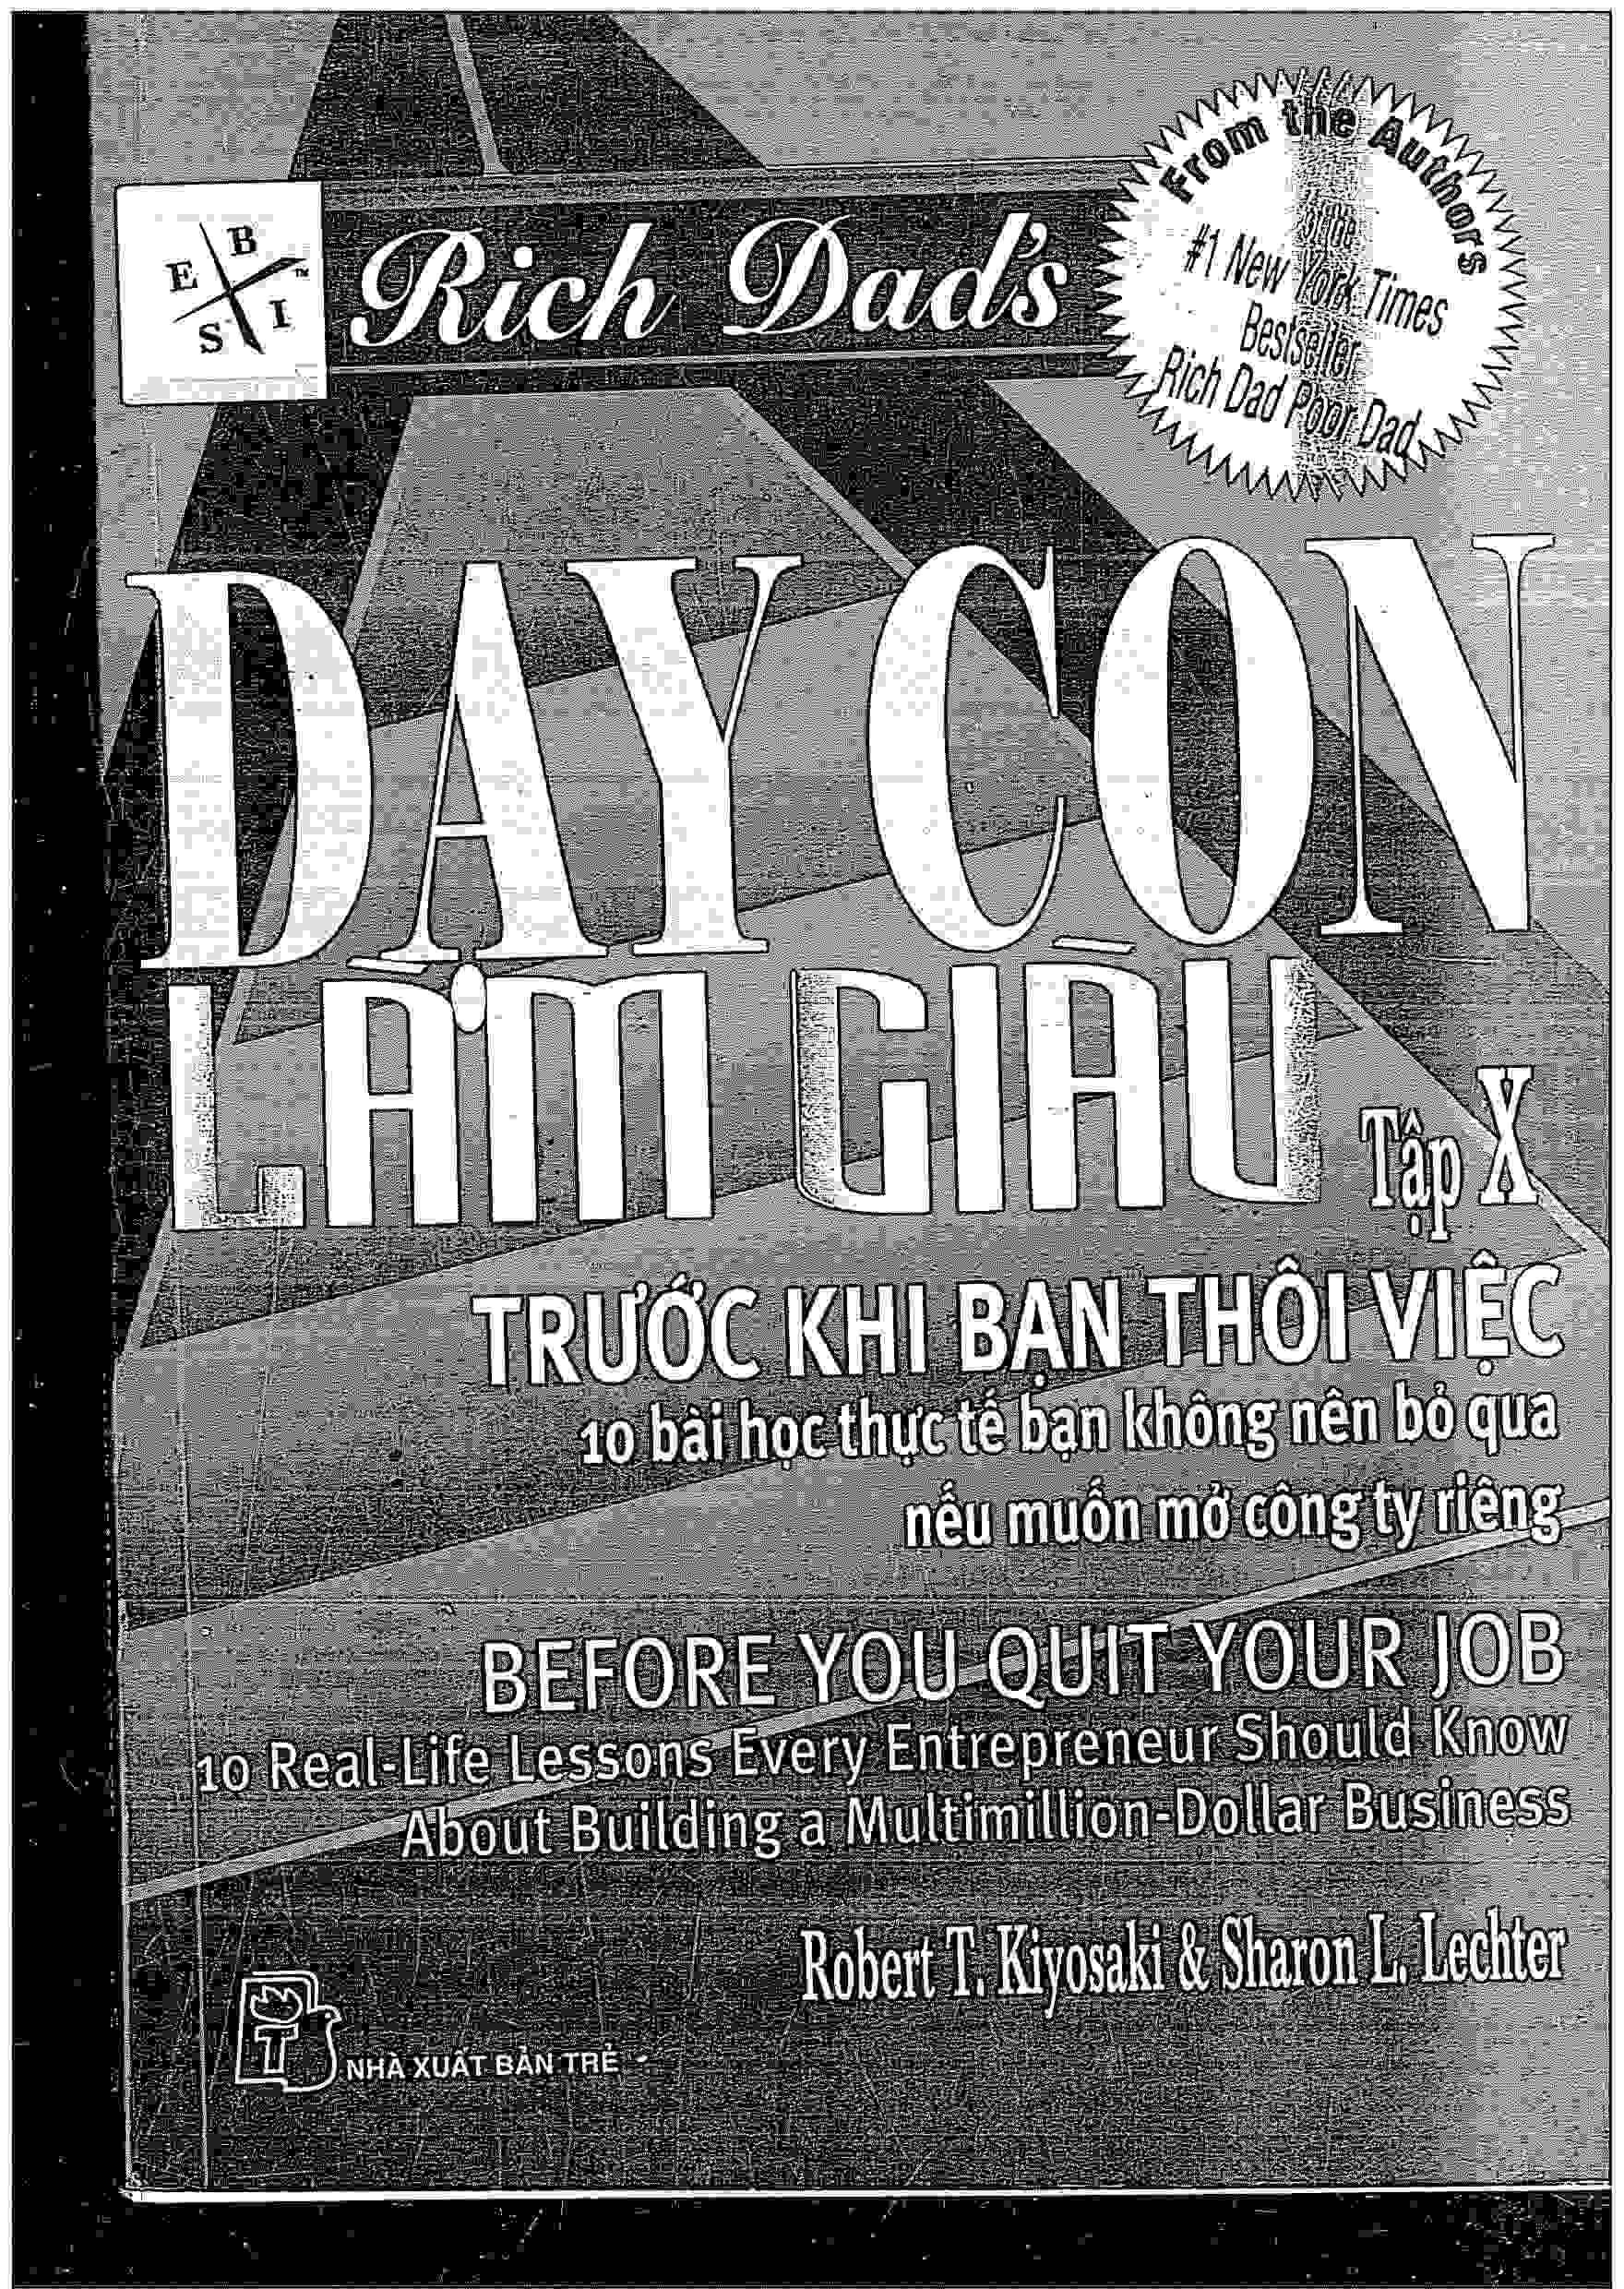 E B S I ™
Rich Dad's
From the Authors
of the
#1 New York Times
Bestseller
Rich Dad Poor Dad
DẠY CON
LÀM GIÀU
Tập X
TRƯỚC KHI BẠN THÔI VIỆC
10 bài học thực tế bạn không nên bỏ qua
nếu muốn mở công ty riêng
BEFORE YOU QUIT YOUR JOB
10 Real-Life Lessons Every Entrepreneur Should Know
About Building a Multimillion-Dollar Business
Robert T. Kiyosaki & Sharon L. Lechter
T
NHÀ XUẤT BẢN TRẺ